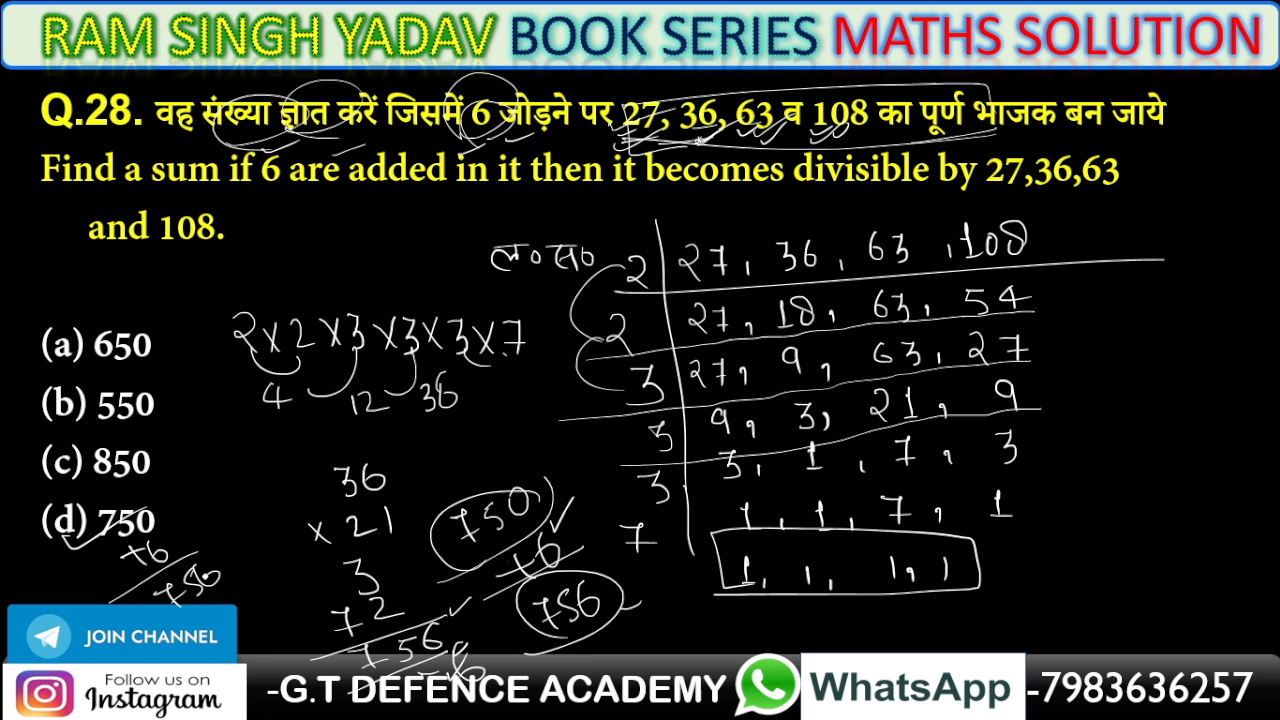 RAM SINGH YADAV BOOK SERIES MATHS SOLUTION
Q.28. वह संख्या ज्ञात करें जिसमें 6 जोड़ने पर 27, 36, 63 व 108 का पूर्ण भाजक बन जाये
Find a sum if 6 are added in it then it becomes divisible by 27,36,63
and 108.
(a) 650
(b) 550
(c) 850
(d) 750
+6
756
ल०स०
2 27, 36, 63, 108
2 27, 18, 63, 54
3 27, 9, 63, 27
3 9, 3, 21, 9
3 3, 1, 7, 3
7 1, 1, 7, 1
1, 1, 1, 1
2×2×3×3×3×7
4 12 36
36
×21
3
72
756
750
+6
756
JOIN CHANNEL
Follow us on
Instagram
-G.T DEFENCE ACADEMY
WhatsApp
-7983636257